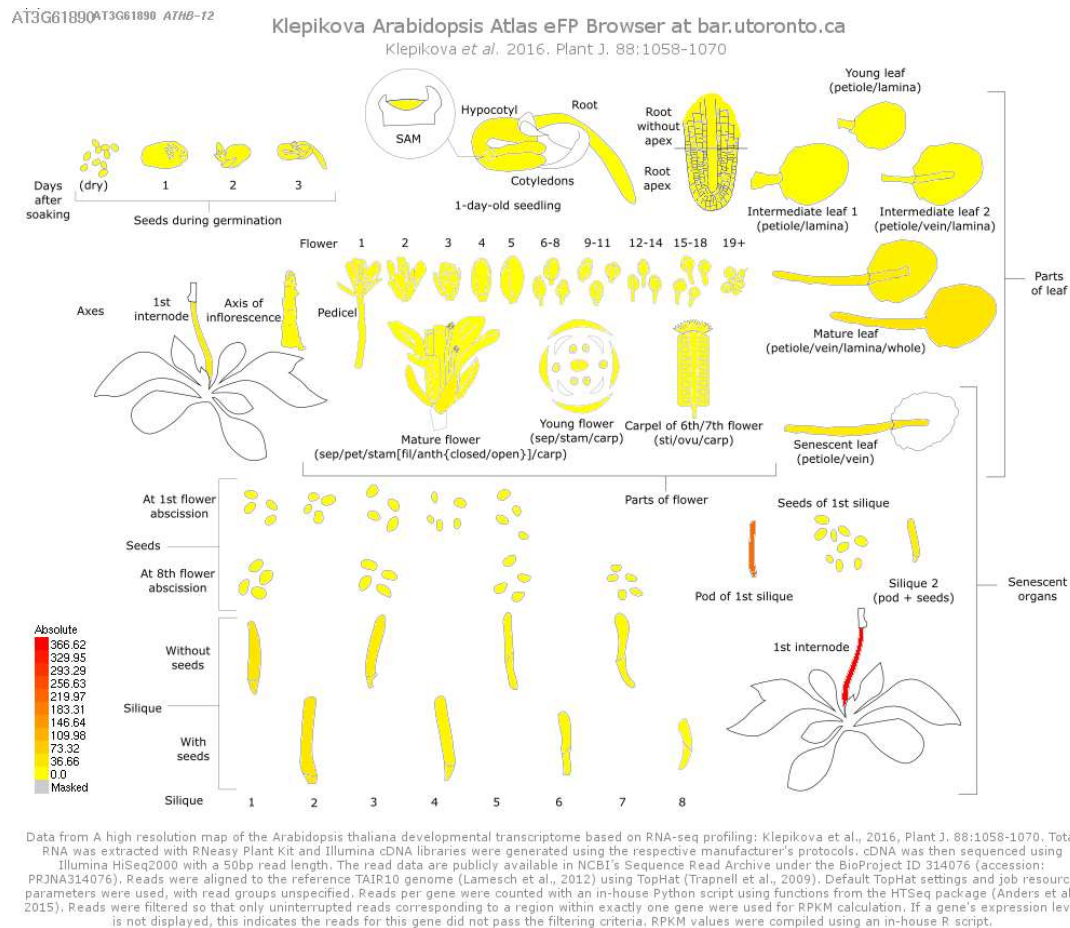 AT3G61890 AT3G61890 ATHB-12
Klepikova Arabidopsis Atlas eFP Browser at bar.utoronto.ca
Klepikova et al. 2016. Plant J. 88:1058-1070
Young leaf
(petiole/lamina)
Hypocotyl
Root
SAM
Cotyledons
1-day-old seedling
Root
without
apex
Root
apex
Intermediate leaf 1
(petiole/lamina)
Intermediate leaf 2
(petiole/vein/lamina)
Days
after
soaking
(dry) 1 2 3
Seeds during germination
Flower 1 2 3 4 5 6-8 9-11 12-14 15-18 19+
Parts
of leaf
Axes
1st
internode
Axis of
inflorescence
Pedicel
Mature leaf
(petiole/vein/lamina/whole)
Mature flower
(sep/pet/stam[fil/anth{closed/open}]/carp)
Young flower
(sep/stam/carp)
Carpel of 6th/7th flower
(sti/ovu/carp)
Senescent leaf
(petiole/vein)
Parts of flower
At 1st flower
abscission
Seeds
At 8th flower
abscission
Seeds of 1st silique
Pod of 1st silique
Silique 2
(pod + seeds)
Senescent
organs
1st internode
Without
seeds
Silique
With
seeds
Silique 1 2 3 4 5 6 7 8
Absolute
366.62
329.95
293.29
256.63
219.97
183.31
146.64
109.98
73.32
36.66
0.0
Masked
Data from A high resolution map of the Arabidopsis thaliana developmental transcriptome based on RNA-seq profiling: Klepikova et al., 2016, Plant J. 88:1058-1070. Tota
RNA was extracted with RNeasy Plant Kit and Illumina cDNA libraries were generated using the respective manufacturer's protocols. cDNA was then sequenced using
Illumina HiSeq2000 with a 50bp read length. The read data are publicly available in NCBI's Sequence Read Archive under the BioProject ID 314076 (accession:
PRJNA314076). Reads were aligned to the reference TAIR10 genome (Lamesch et al., 2012) using TopHat (Trapnell et al., 2009). Default TopHat settings and job resourc
parameters were used, with read groups unspecified. Reads per gene were counted with an in-house Python script using functions from the HTSeq package (Anders et al
2015). Reads were filtered so that only uninterrupted reads corresponding to a region within exactly one gene were used for RPKM calculation. If a gene's expression lev
is not displayed, this indicates the reads for this gene did not pass the filtering criteria. RPKM values were compiled using an in-house R script.